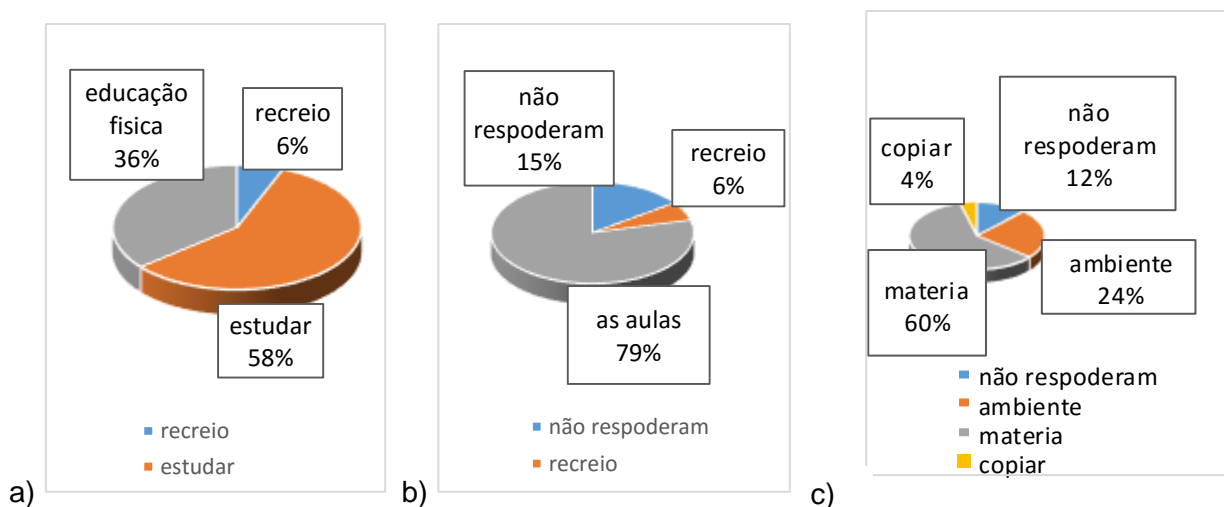 educação
fisica
36%
recreio
6%
estudar
58%
recreio
estudar
a)
não
respoderam
15%
recreio
6%
as aulas
79%
não respoderam
recreio
b)
copiar
4%
não
respoderam
12%
materia
60%
ambiente
24%
não respoderam
ambiente
materia
copiar
c)